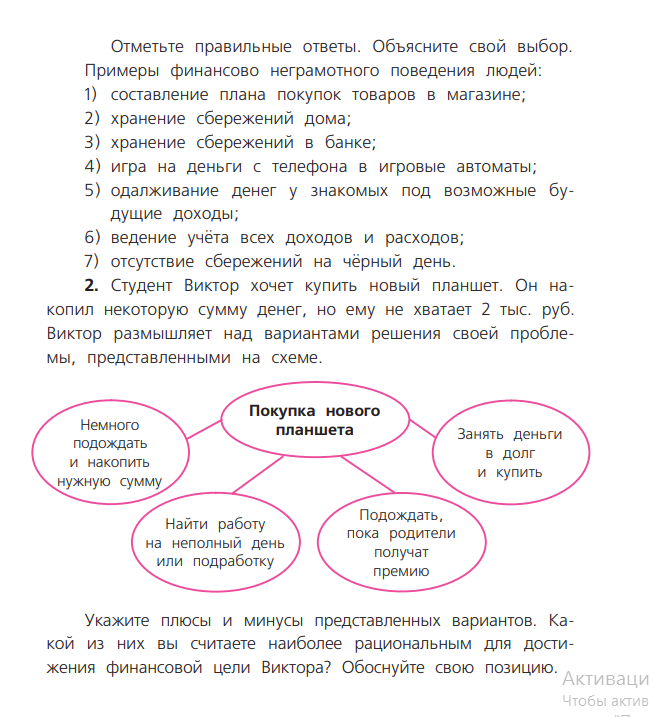 Отметьте правильные ответы. Объясните свой выбор.
Примеры финансово неграмотного поведения людей:
1) составление плана покупок товаров в магазине;
2) хранение сбережений дома;
3) хранение сбережений в банке;
4) игра на деньги с телефона в игровые автоматы;
5) одалживание денег у знакомых под возможные бу-
дущие доходы;
6) ведение учёта всех доходов и расходов;
7) отсутствие сбережений на чёрный день.
2. Студент Виктор хочет купить новый планшет. Он на-
копил некоторую сумму денег, но ему не хватает 2 тыс. руб.
Виктор размышляет над вариантами решения своей пробле-
мы, представленными на схеме.
Покупка нового
планшета
Немного
подождать
и накопить
нужную сумму
Занять деньги
в долг
и купить
Найти работу
на неполный день
или подработку
Подождать,
пока родители
получат
премию
Укажите плюсы и минусы представленных вариантов. Ка-
кой из них вы считаете наиболее рациональным для дости-
жения финансовой цели Виктора? Обоснуйте свою позицию.
Активаци
Чтобы актив